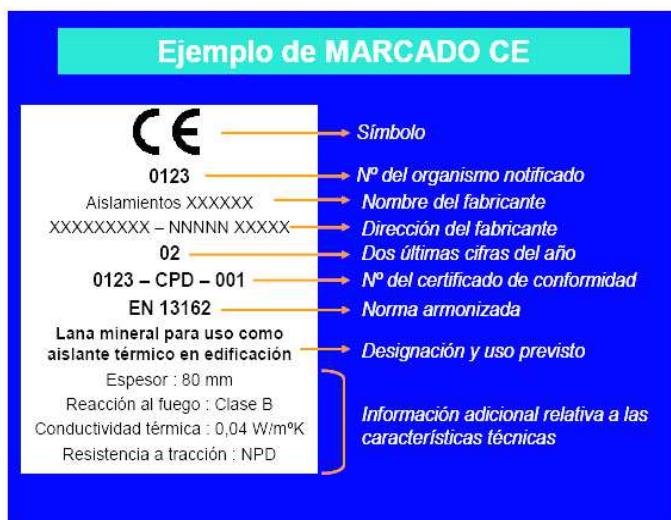 Ejemplo de MARCADO CE
CE
Símbolo
0123
Nº del organismo notificado
Aislamientos XXXXXX
Nombre del fabricante
XXXXXXXXX – NNNNN XXXXX
Dirección del fabricante
02
Dos últimas cifras del año
0123 – CPD – 001
Nº del certificado de conformidad
EN 13162
Norma armonizada
Lana mineral para uso como
aislante térmico en edificación
Designación y uso previsto
Espesor : 80 mm
Reacción al fuego : Clase B
Conductividad térmica : 0,04 W/mºK
Resistencia a tracción : NPD
Información adicional relativa a las
características técnicas